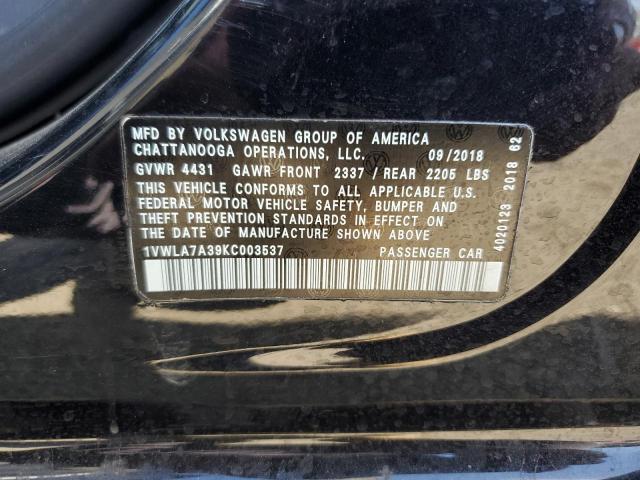 MFD BY VOLKSWAGEN GROUP OF AMERICA
CHATTANOOGA OPERATIONS, LLC. 09/2018
GVWR 4431 GAWR FRONT 2337 / REAR 2205 LBS
THIS VEHICLE CONFORMS TO ALL APPLICABLE U.S.
FEDERAL MOTOR VEHICLE SAFETY, BUMPER AND
THEFT PREVENTION STANDARDS IN EFFECT ON
THE DATE OF MANUFACTURE SHOWN ABOVE
1VWLA7A39KC003537 PASSENGER CAR
4020123 2018 62